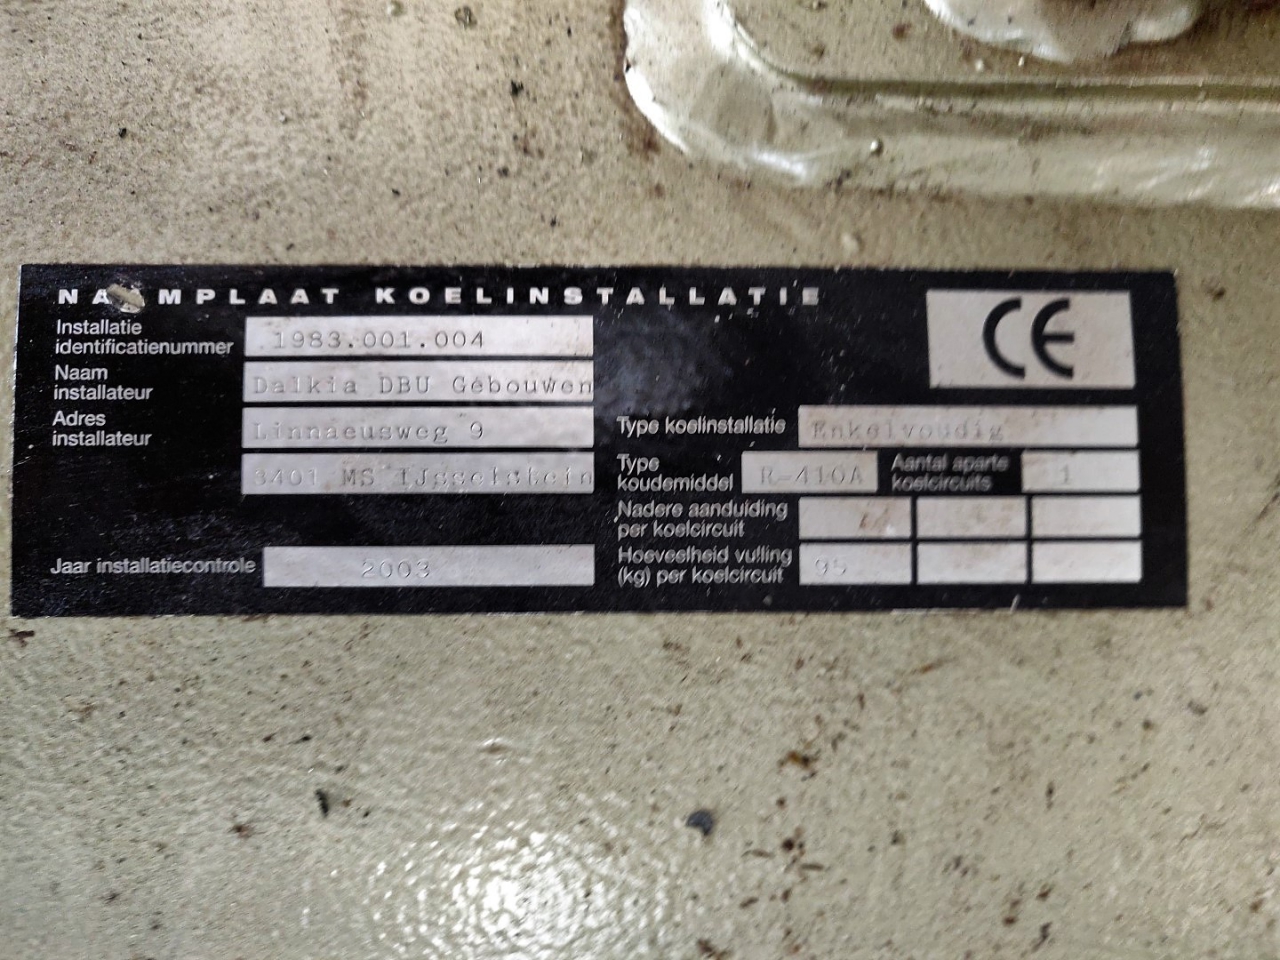 NAAMPLAAT KOELINSTALLATIE
CE
Installatie
identificatienummer
1983.001.004
Naam
installateur
Dalkia DBU Gebouwen
Adres
installateur
Linnaeusweg 9
3401 MS IJsselstein
Jaar installatiecontrole
2003
Type koelinstallatie
Enkelvoudig
Type
koudemiddel
R-410A
Aantal aparte
koelcircuits
1
Nadere aanduiding
per koelcircuit
Hoeveelheid vulling
(kg) per koelcircuit
95